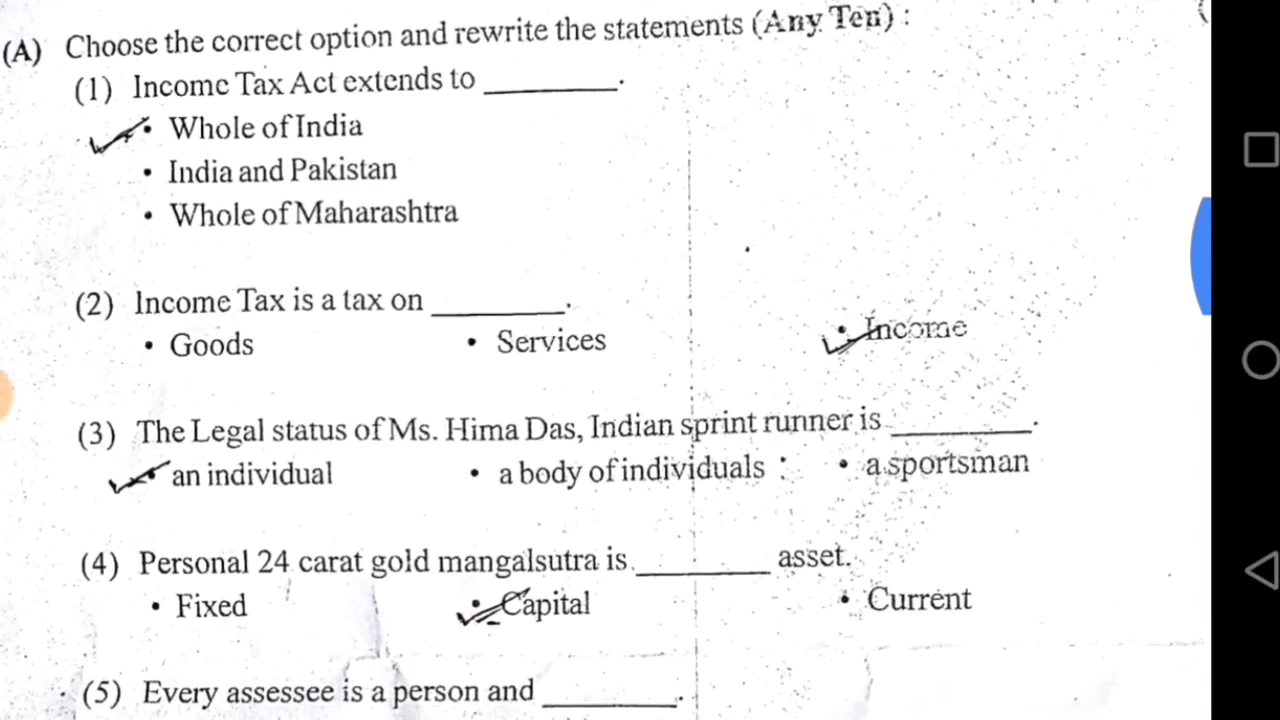 (A) Choose the correct option and rewrite the statements (Any Ten) :
(1) Income Tax Act extends to ________.
• Whole of India
• India and Pakistan
• Whole of Maharashtra
(2) Income Tax is a tax on ________.
• Goods • Services • Income
(3) The Legal status of Ms. Hima Das, Indian sprint runner is ________.
• an individual • a body of individuals • a sportsman
(4) Personal 24 carat gold mangalsutra is ________ asset.
• Fixed • Capital • Current
(5) Every assessee is a person and ________.